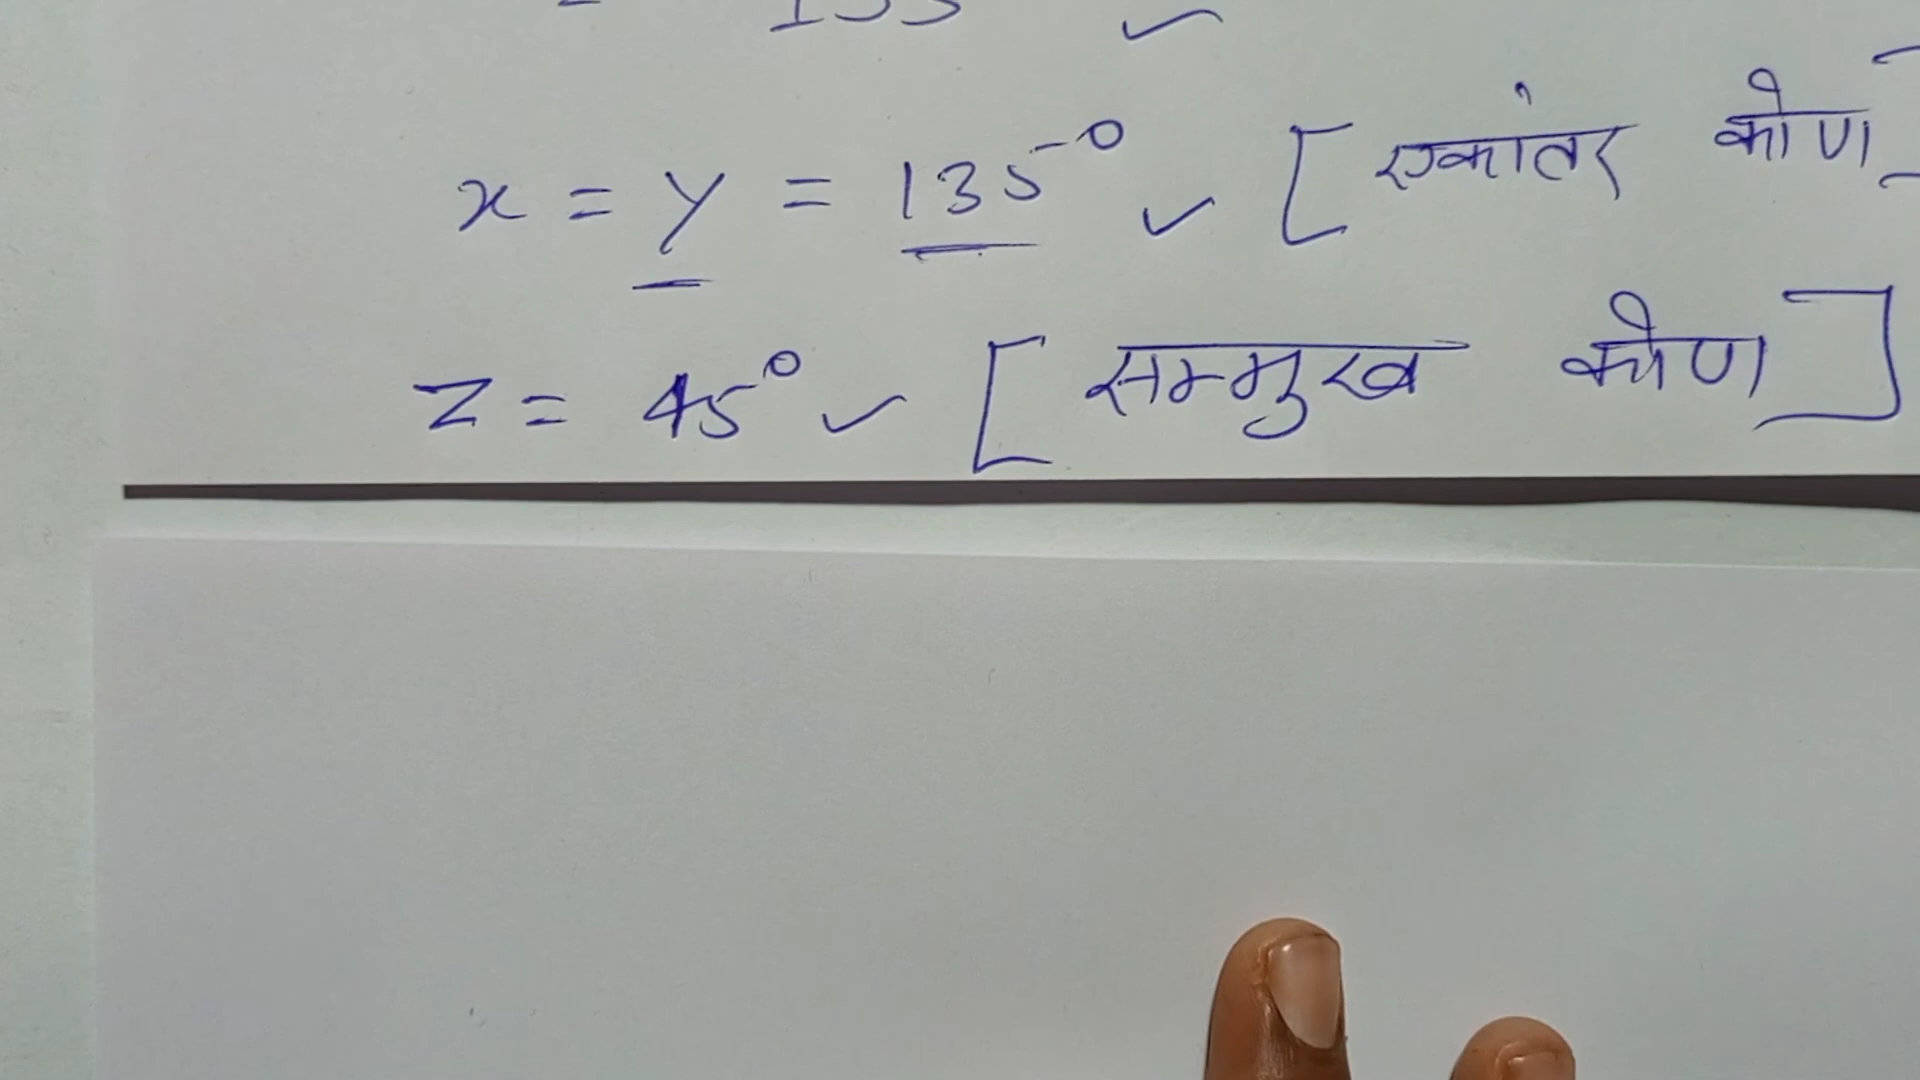 x = y = 135° ✓ [एकांतर कोण]
z = 45° ✓ [सम्मुख कोण]